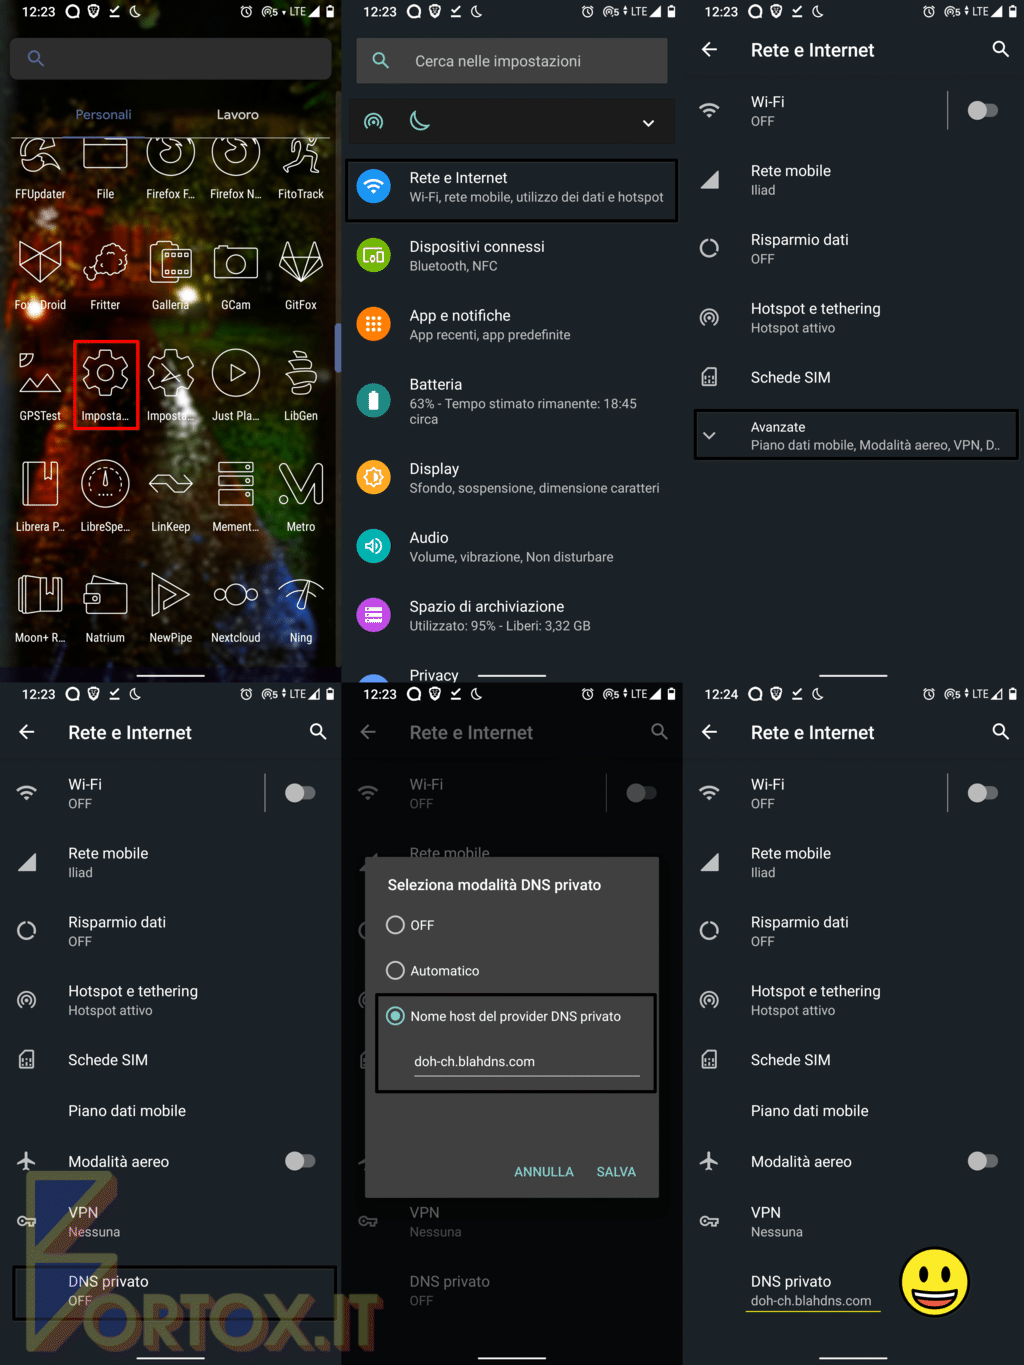 12:23
5 LTE
Personali
Lavoro
FFUpdater
File
Firefox F...
Firefox N...
FitoTrack
Foxy Droid
Fritter
Galleria
GCam
GitFox
GPSTest
Imposta...
Imposta...
Just Pla...
LibGen
Librera P...
LibreSpe...
LinKeep
Mement...
Metro
Moon+ R...
Natrium
NewPipe
Nextcloud
Ning
12:23
5 LTE
Cerca nelle impostazioni
Rete e Internet
Wi-Fi, rete mobile, utilizzo dei dati e hotspot
Dispositivi connessi
Bluetooth, NFC
App e notifiche
App recenti, app predefinite
Batteria
63% - Tempo stimato rimanente: 18:45
circa
Display
Sfondo, sospensione, dimensione caratteri
Audio
Volume, vibrazione, Non disturbare
Spazio di archiviazione
Utilizzato: 95% - Liberi: 3,32 GB
Privacy
12:23
5 LTE
Rete e Internet
Wi-Fi
OFF
Rete mobile
Iliad
Risparmio dati
OFF
Hotspot e tethering
Hotspot attivo
Schede SIM
Avanzate
Piano dati mobile, Modalità aereo, VPN, D..
12:23
5 LTE
Rete e Internet
Wi-Fi
OFF
Rete mobile
Iliad
Risparmio dati
OFF
Hotspot e tethering
Hotspot attivo
Schede SIM
Piano dati mobile
Modalità aereo
VPN
Nessuna
DNS privato
OFF
12:23
5 LTE
Rete e Internet
Wi-Fi
OFF
Rete mobile
Seleziona modalità DNS privato
OFF
Automatico
Nome host del provider DNS privato
doh-ch.blahdns.com
ANNULLA
SALVA
VPN
Nessuna
DNS privato
OFF
12:24
5 LTE
Rete e Internet
Wi-Fi
OFF
Rete mobile
Iliad
Risparmio dati
OFF
Hotspot e tethering
Hotspot attivo
Schede SIM
Piano dati mobile
Modalità aereo
VPN
Nessuna
DNS privato
doh-ch.blahdns.com
FORTOX.IT